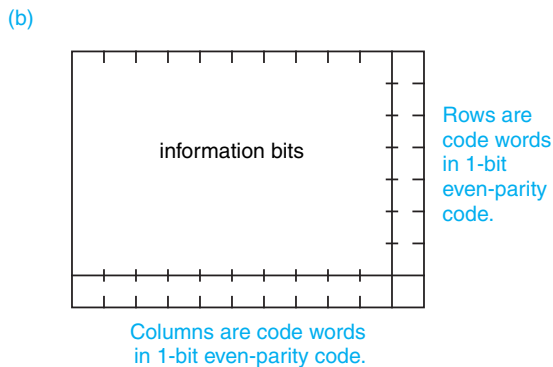 (b)
information bits
Rows are
code words
in 1-bit
even-parity
code.
Columns are code words
in 1-bit even-parity code.